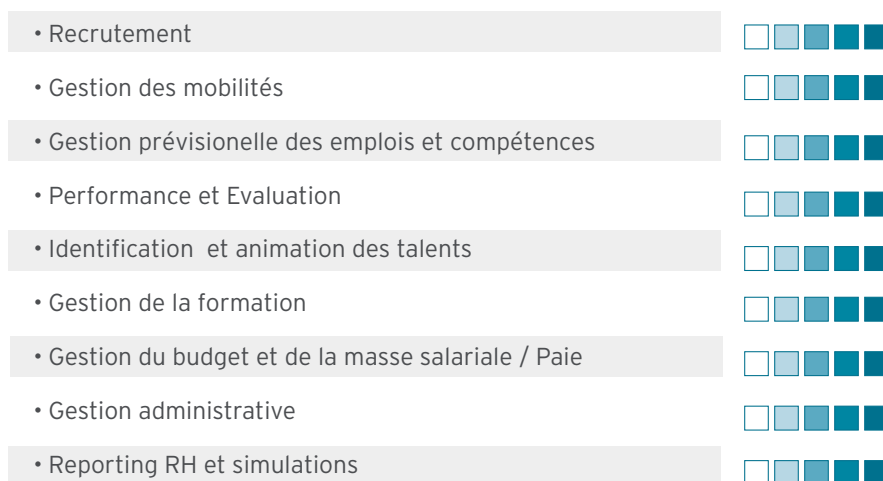 • Recrutement
• Gestion des mobilités
• Gestion prévisionelle des emplois et compétences
• Performance et Evaluation
• Identification et animation des talents
• Gestion de la formation
• Gestion du budget et de la masse salariale / Paie
• Gestion administrative
• Reporting RH et simulations